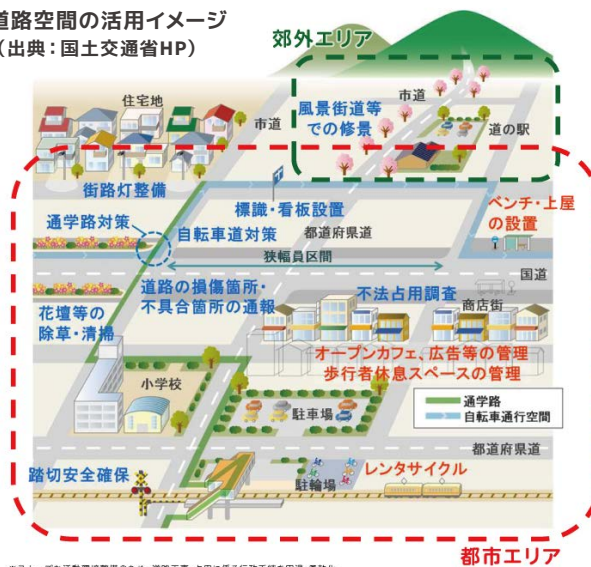 道路空間の活用イメージ
(出典:国土交通省HP)
郊外エリア
住宅地
市道
風景街道等
での修景
市道
道の駅
街路灯整備
標識・看板設置
ベンチ・上屋
の設置
通学路対策
自転車道対策
都道府県道
狭幅員区間
国道
道路の損傷箇所・
不具合箇所の通報
不法占用調査
商店街
花壇等の
除草・清掃
オープンカフェ、広告等の管理
歩行者休息スペースの管理
小学校
駐車場
通学路
自転車通行空間
都道府県道
踏切安全確保
駐輪場
レンタサイクル
都市エリア